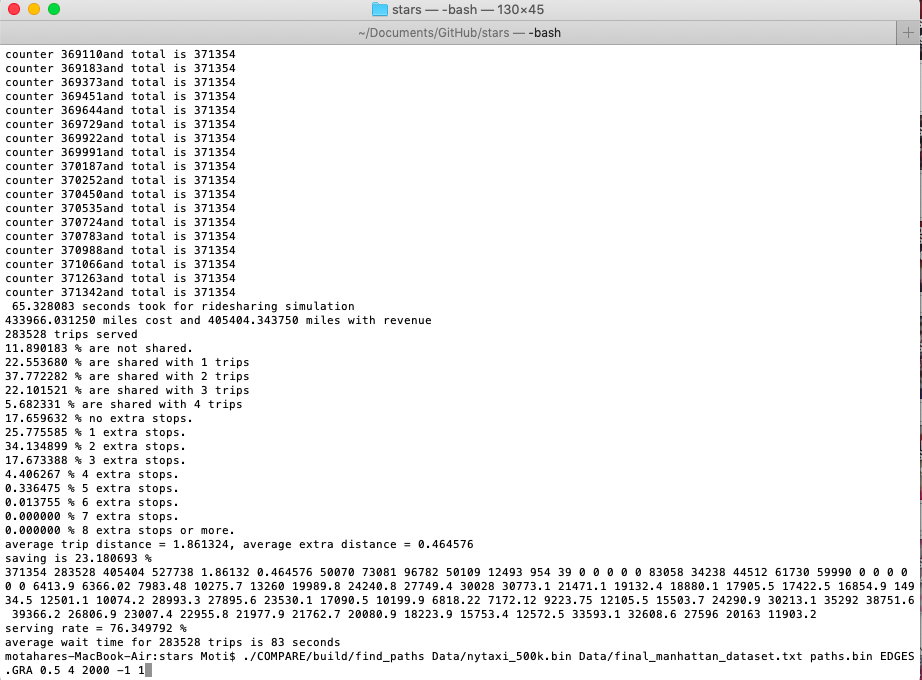 stars — -bash — 130×45
~/Documents/GitHub/stars — -bash
counter 369110and total is 371354
counter 369183and total is 371354
counter 369373and total is 371354
counter 369451and total is 371354
counter 369644and total is 371354
counter 369729and total is 371354
counter 369922and total is 371354
counter 369991and total is 371354
counter 370187and total is 371354
counter 370252and total is 371354
counter 370450and total is 371354
counter 370535and total is 371354
counter 370724and total is 371354
counter 370783and total is 371354
counter 370988and total is 371354
counter 371066and total is 371354
counter 371263and total is 371354
counter 371342and total is 371354
 65.328083 seconds took for ridesharing simulation
433966.031250 miles cost and 405404.343750 miles with revenue
283528 trips served
11.890183 % are not shared.
22.553680 % are shared with 1 trips
37.772282 % are shared with 2 trips
22.101521 % are shared with 3 trips
5.682331 % are shared with 4 trips
17.659632 % no extra stops.
25.775585 % 1 extra stops.
34.134899 % 2 extra stops.
17.673388 % 3 extra stops.
4.406267 % 4 extra stops.
0.336475 % 5 extra stops.
0.013755 % 6 extra stops.
0.000000 % 7 extra stops.
0.000000 % 8 extra stops or more.
average trip distance = 1.861324, average extra distance = 0.464576
saving is 23.180693 %
371354 283528 405404 527738 1.86132 0.464576 50070 73081 96782 50109 12493 954 39 0 0 0 0 0 83058 34238 44512 61730 59990 0 0 0 0
 0 0 6413.9 6366.02 7983.48 10275.7 13260 19989.8 24240.8 27749.4 30028 30773.1 21471.1 19132.4 18880.1 17905.5 17422.5 16854.9 149
34.5 12501.1 10074.2 28993.3 27895.6 23530.1 17090.5 10199.9 6818.22 7172.12 9223.75 12105.5 15503.7 24290.9 30213.1 35292 38751.6
 39366.2 26806.9 23007.4 22955.8 21977.9 21762.7 20080.9 18223.9 15753.4 12572.5 33593.1 32608.6 27596 20163 11903.2
serving rate = 76.349792 %
average wait time for 283528 trips is 83 seconds
motahares-MacBook-Air:stars Moti$ ./COMPARE/build/find_paths Data/nytaxi_500k.bin Data/final_manhattan_dataset.txt paths.bin EDGES
.GRA 0.5 4 2000 -1 1